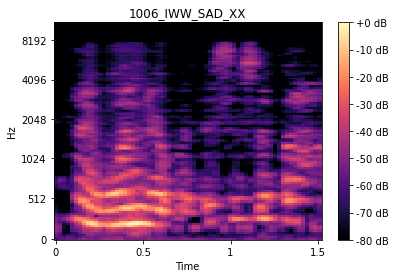 1006_IWW_SAD_XX
Hz
8192
4096
2048
1024
512
0
0
0.5
1
1.5
Time
+0 dB
-10 dB
-20 dB
-30 dB
-40 dB
-50 dB
-60 dB
-70 dB
-80 dB